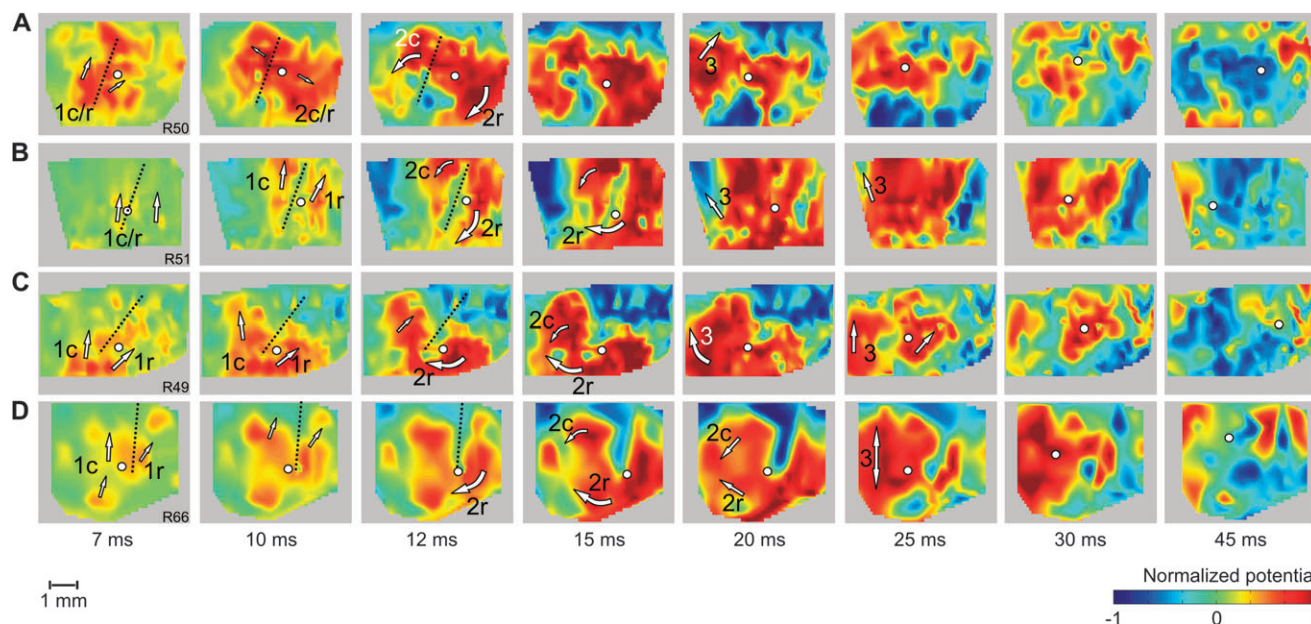 A
1c/r
R50
2c/r
2c
2r
3
B
1c/r
R51
1c
1r
2c
2r
2r
3
3
C
1c
1r
R49
1c
1r
2r
2c
2r
3
3
D
1c
1r
R66
2r
2c
2r
2c
2r
3
7 ms
10 ms
12 ms
15 ms
20 ms
25 ms
30 ms
45 ms
1 mm
Normalized potential
-1
0